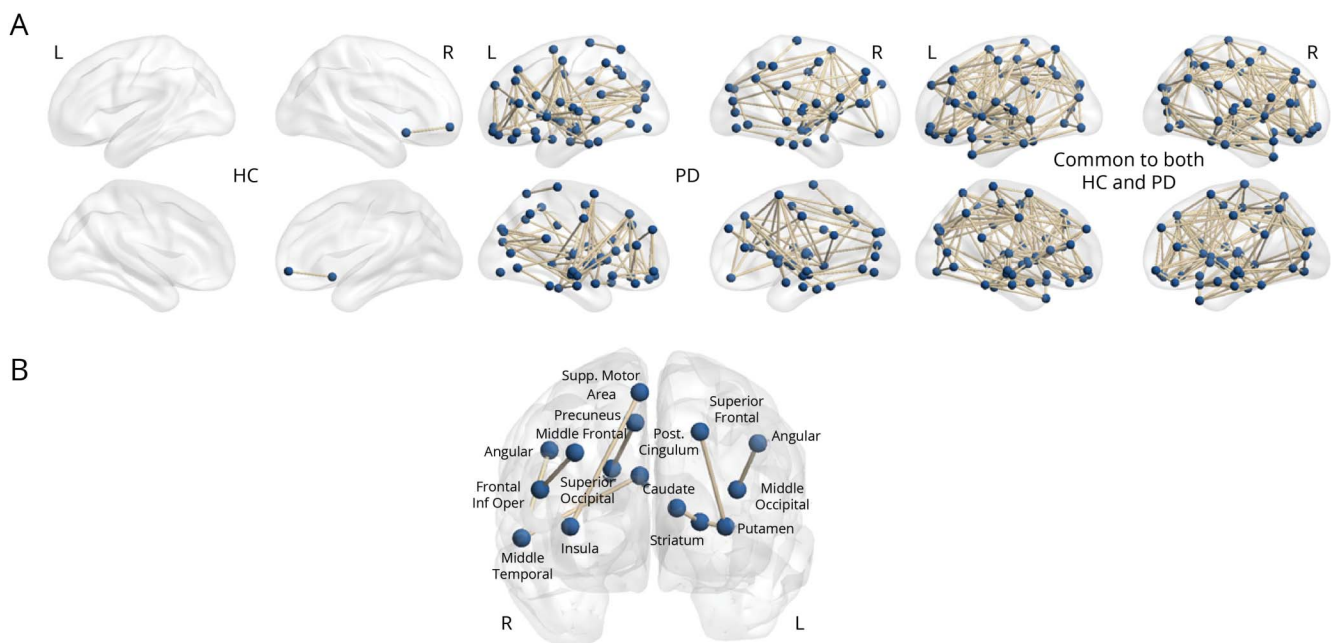 A
L
R
L
R
L
R
HC
PD
Common to both
HC and PD
B
Supp. Motor
Area
Precuneus
Middle Frontal
Angular
Frontal
Inf Oper
Superior
Occipital
Middle
Temporal
Insula
Superior
Frontal
Post.
Cingulum
Angular
Caudate
Middle
Occipital
Striatum
Putamen
R
L